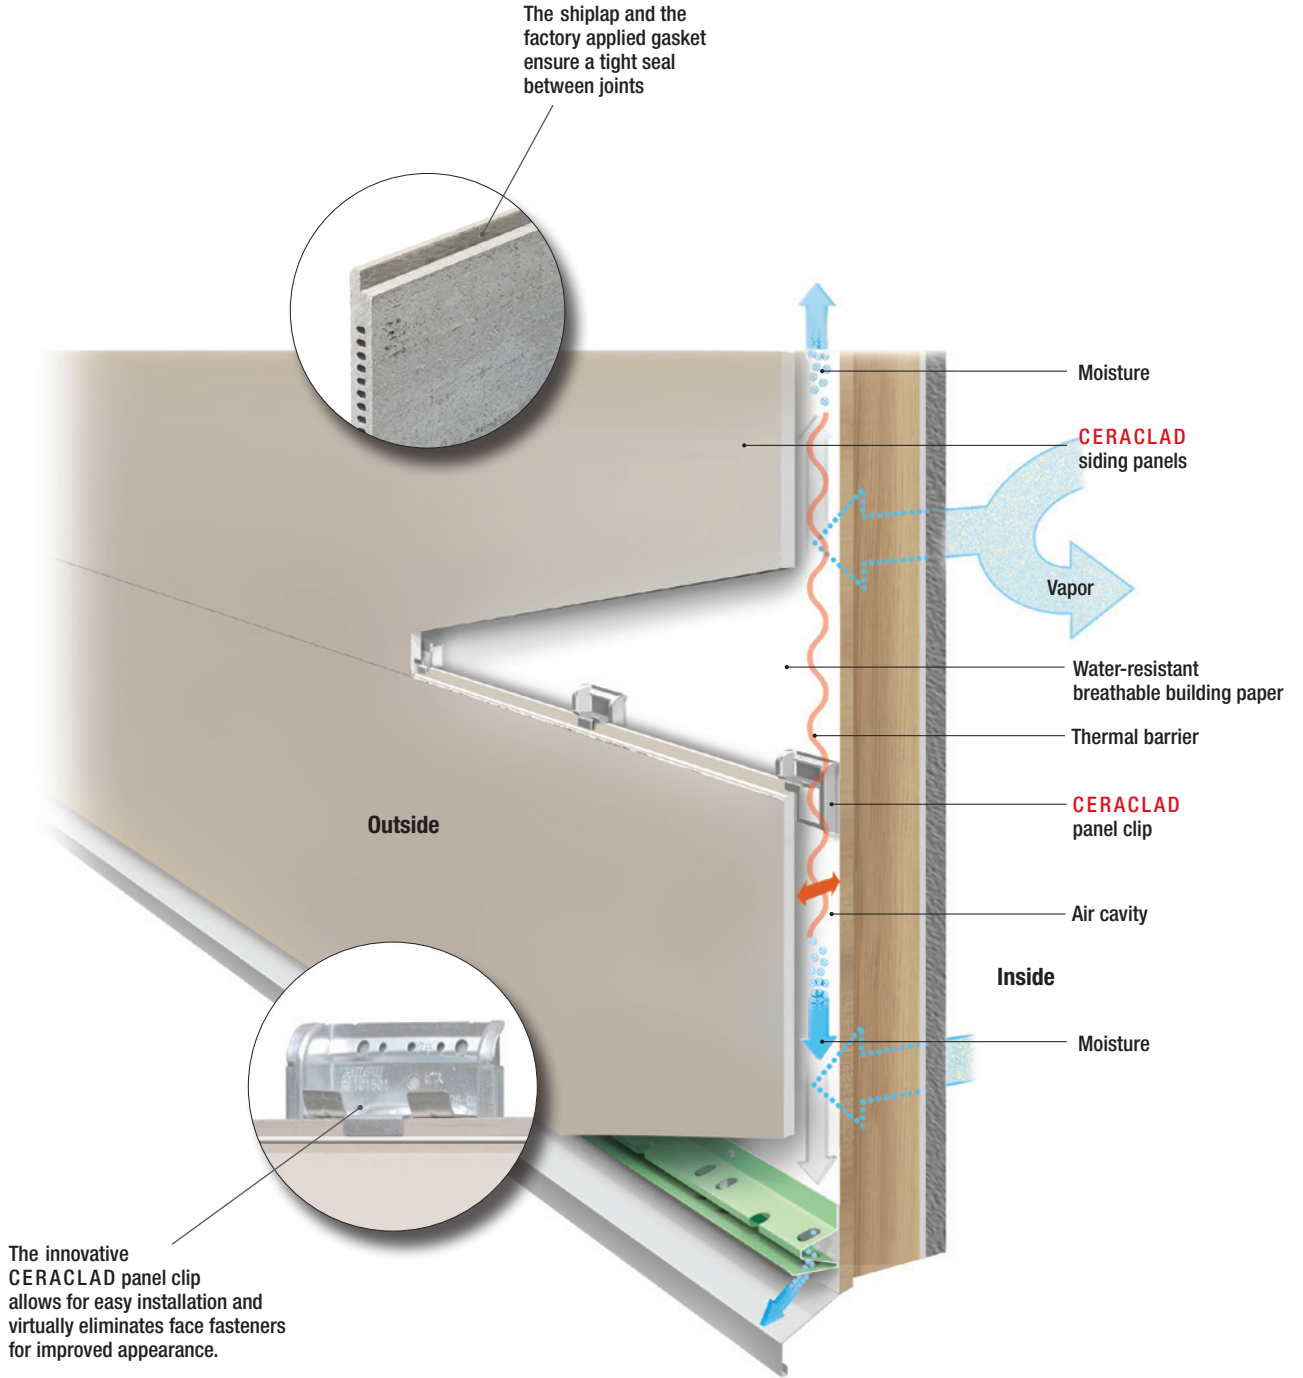 The shiplap and the
factory applied gasket
ensure a tight seal
between joints
Moisture
CERACLAD
siding panels
Vapor
Water-resistant
breathable building paper
Thermal barrier
CERACLAD
panel clip
Outside
Air cavity
Inside
Moisture
The innovative
CERACLAD panel clip
allows for easy installation and
virtually eliminates face fasteners
for improved appearance.